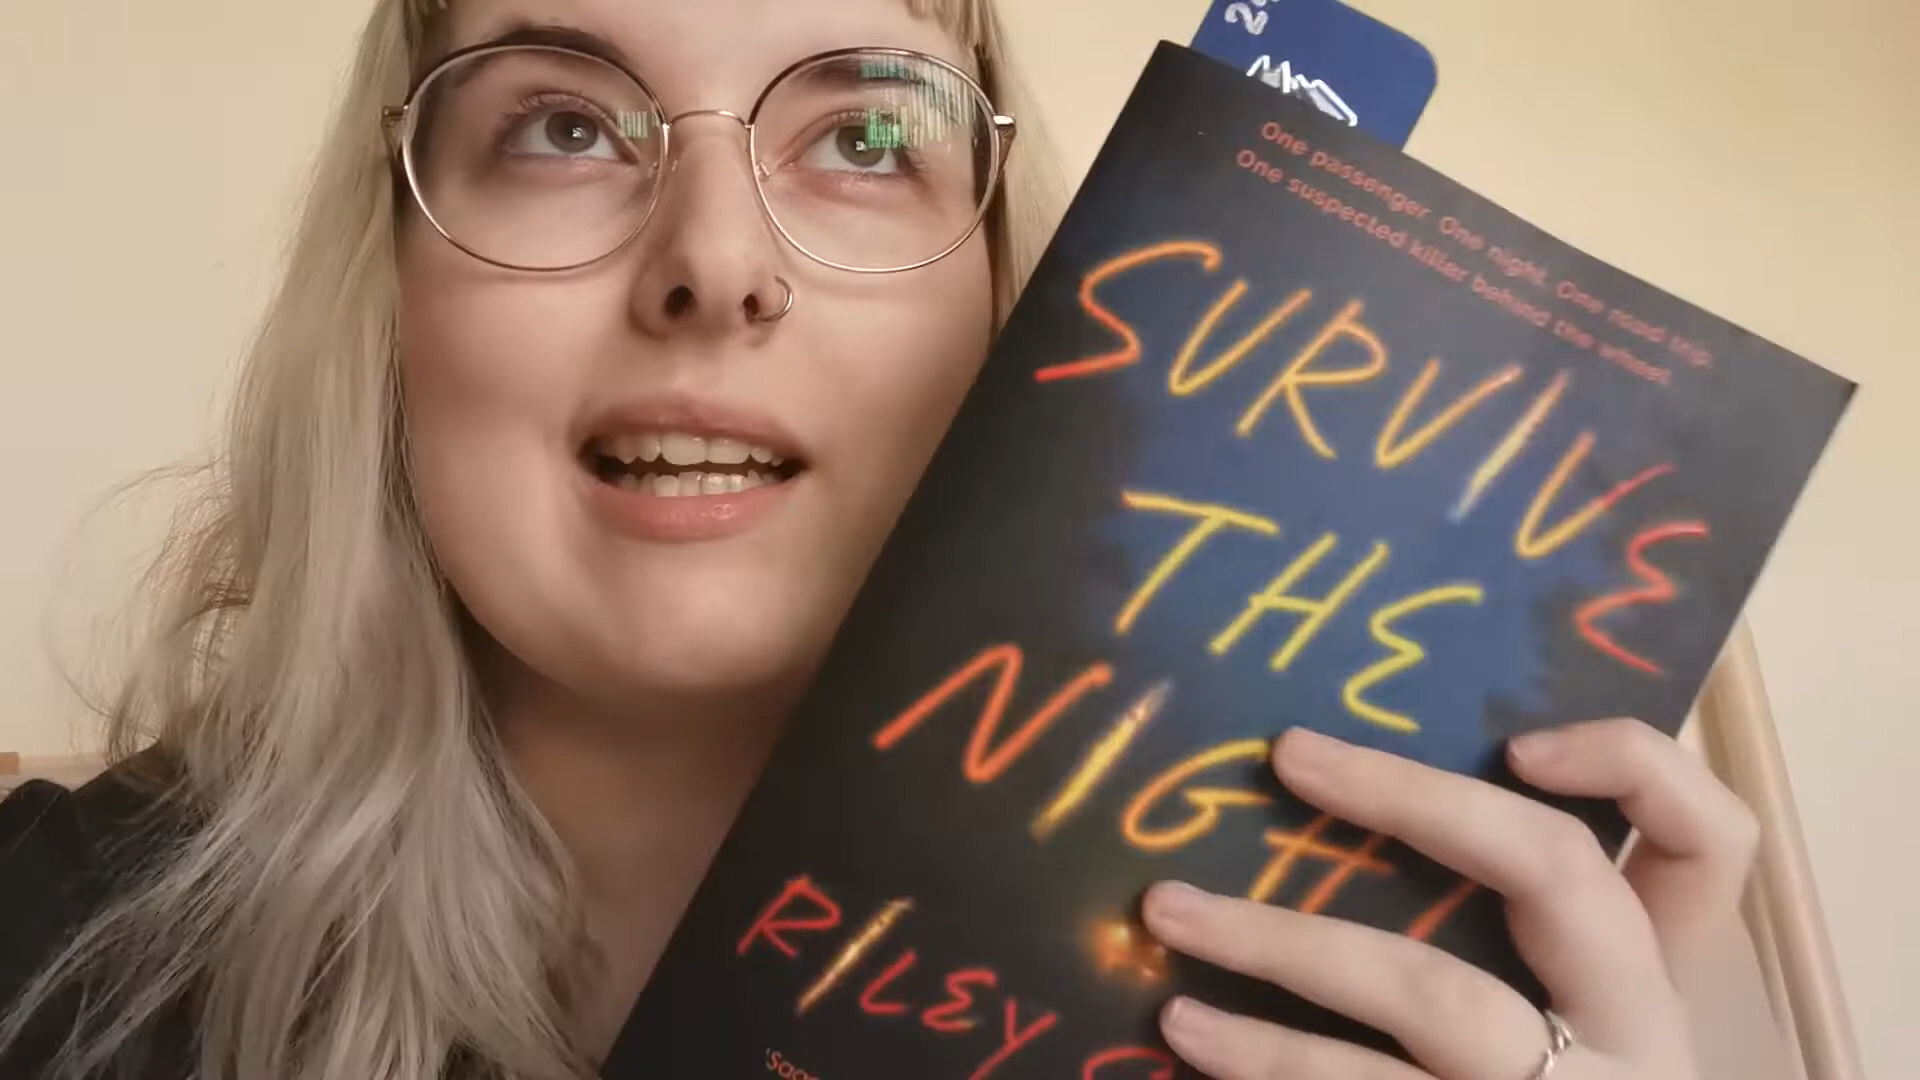 One passenger. One night. One road trip.
One suspected killer behind the wheel.
SURVIVE
THE
NIGHT
RILEY